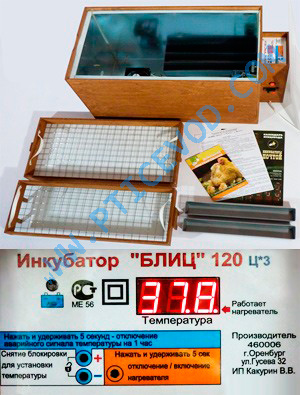 WWW.PTICEVOD.COM
Инкубатор "БЛИЦ" 120 Ц*3
МЕ 56
37.8
Работает
нагреватель
Температура
Нажать и удерживать 5 секунд - отключение
аварийного сигнала температуры на 1 час
Снятие блокировки
для установки
температуры
Нажать и удерживать 5 сек
отключение / включение
нагревателя
Производитель
460006
г.Оренбург
ул.Гусева 32
ИП Какурин В.В.